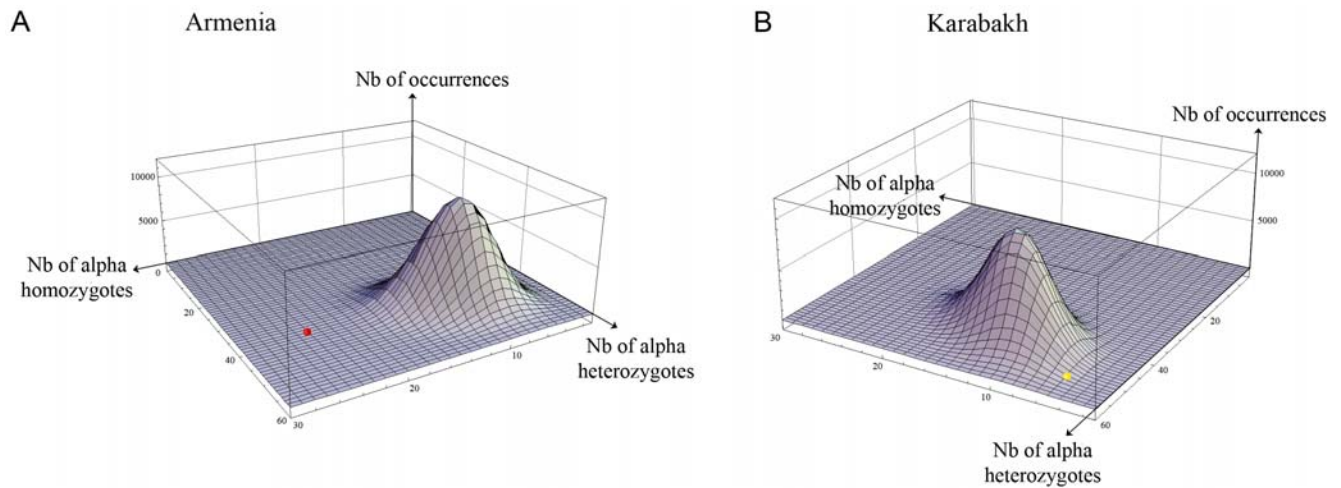 A
Armenia
Nb of occurrences
10000
5000
0
Nb of alpha
homozygotes
20
40
60
30
20
10
Nb of alpha
heterozygotes
B
Karabakh
Nb of occurrences
10000
5000
Nb of alpha
homozygotes
20
40
60
30
20
10
Nb of alpha
heterozygotes